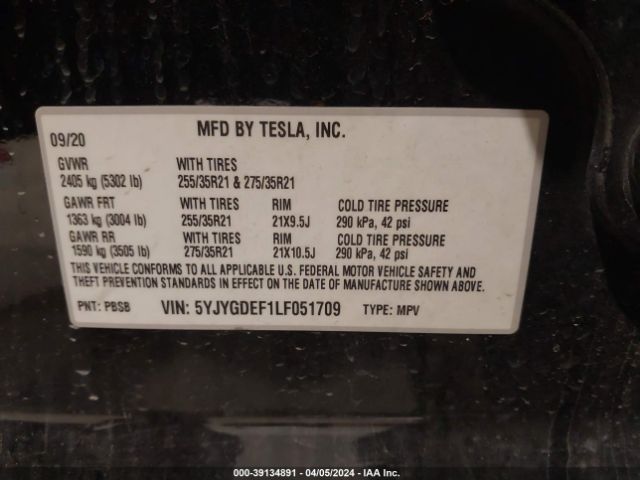 09/20 MFD BY TESLA, INC.
GVWR WITH TIRES
2405 kg (5302 lb) 255/35R21 & 275/35R21
GAWR FRT WITH TIRES RIM COLD TIRE PRESSURE
1363 kg (3004 lb) 255/35R21 21X9.5J 290 kPa, 42 psi
GAWR RR WITH TIRES RIM COLD TIRE PRESSURE
1590 kg (3505 lb) 275/35R21 21X10.5J 290 kPa, 42 psi
THIS VEHICLE CONFORMS TO ALL APPLICABLE U.S. FEDERAL MOTOR VEHICLE SAFETY AND
THEFT PREVENTION STANDARDS IN EFFECT ON THE DATE OF MANUFACTURE SHOWN ABOVE.
PNT: PBSB VIN: 5YJYGDEF1LF051709 TYPE: MPV
000-39134891 - 04/05/2024 - IAA Inc.